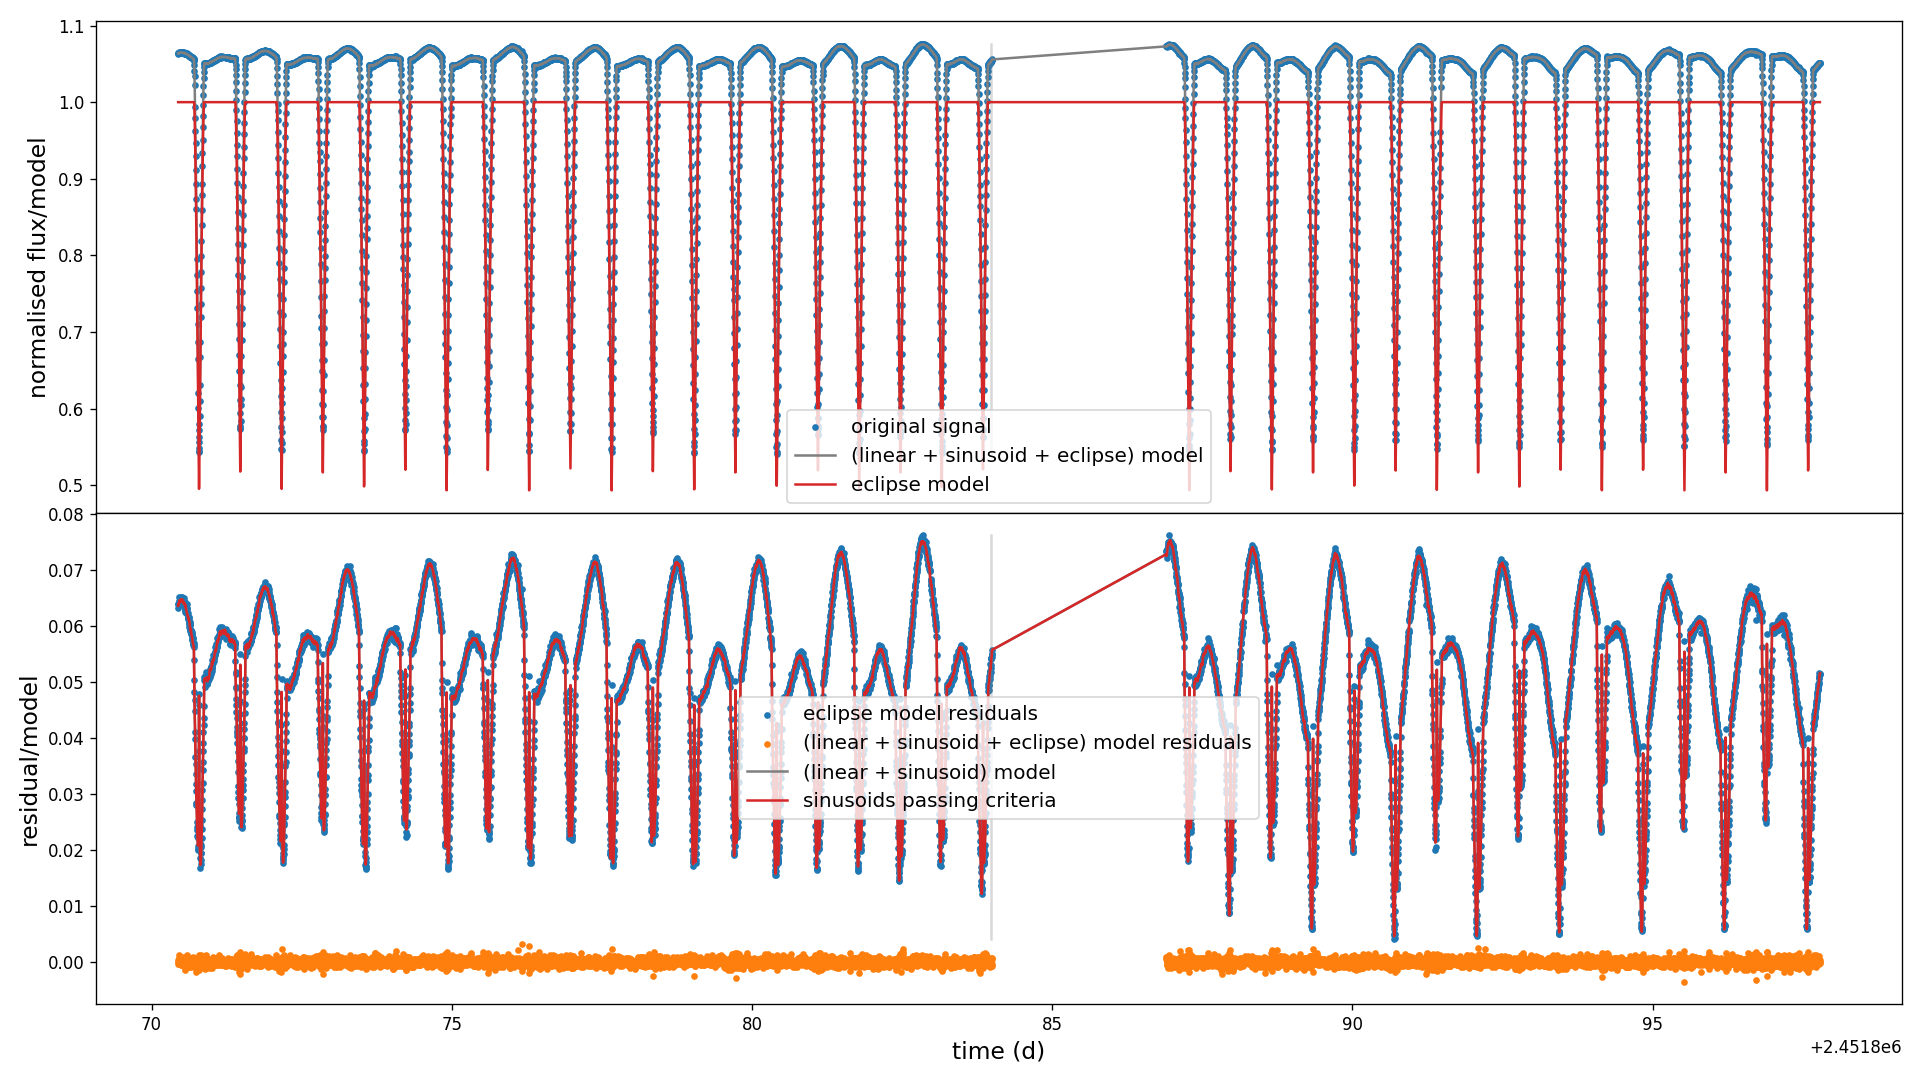 1.1
1.0
0.9
0.8
0.7
0.6
0.5
normalised flux/model
original signal
(linear + sinusoid + eclipse) model
eclipse model
0.08
0.07
0.06
0.05
0.04
0.03
0.02
0.01
0.00
residual/model
eclipse model residuals
(linear + sinusoid + eclipse) model residuals
(linear + sinusoid) model
sinusoids passing criteria
70 75 80 85 90 95
time (d)
+2.4518e6